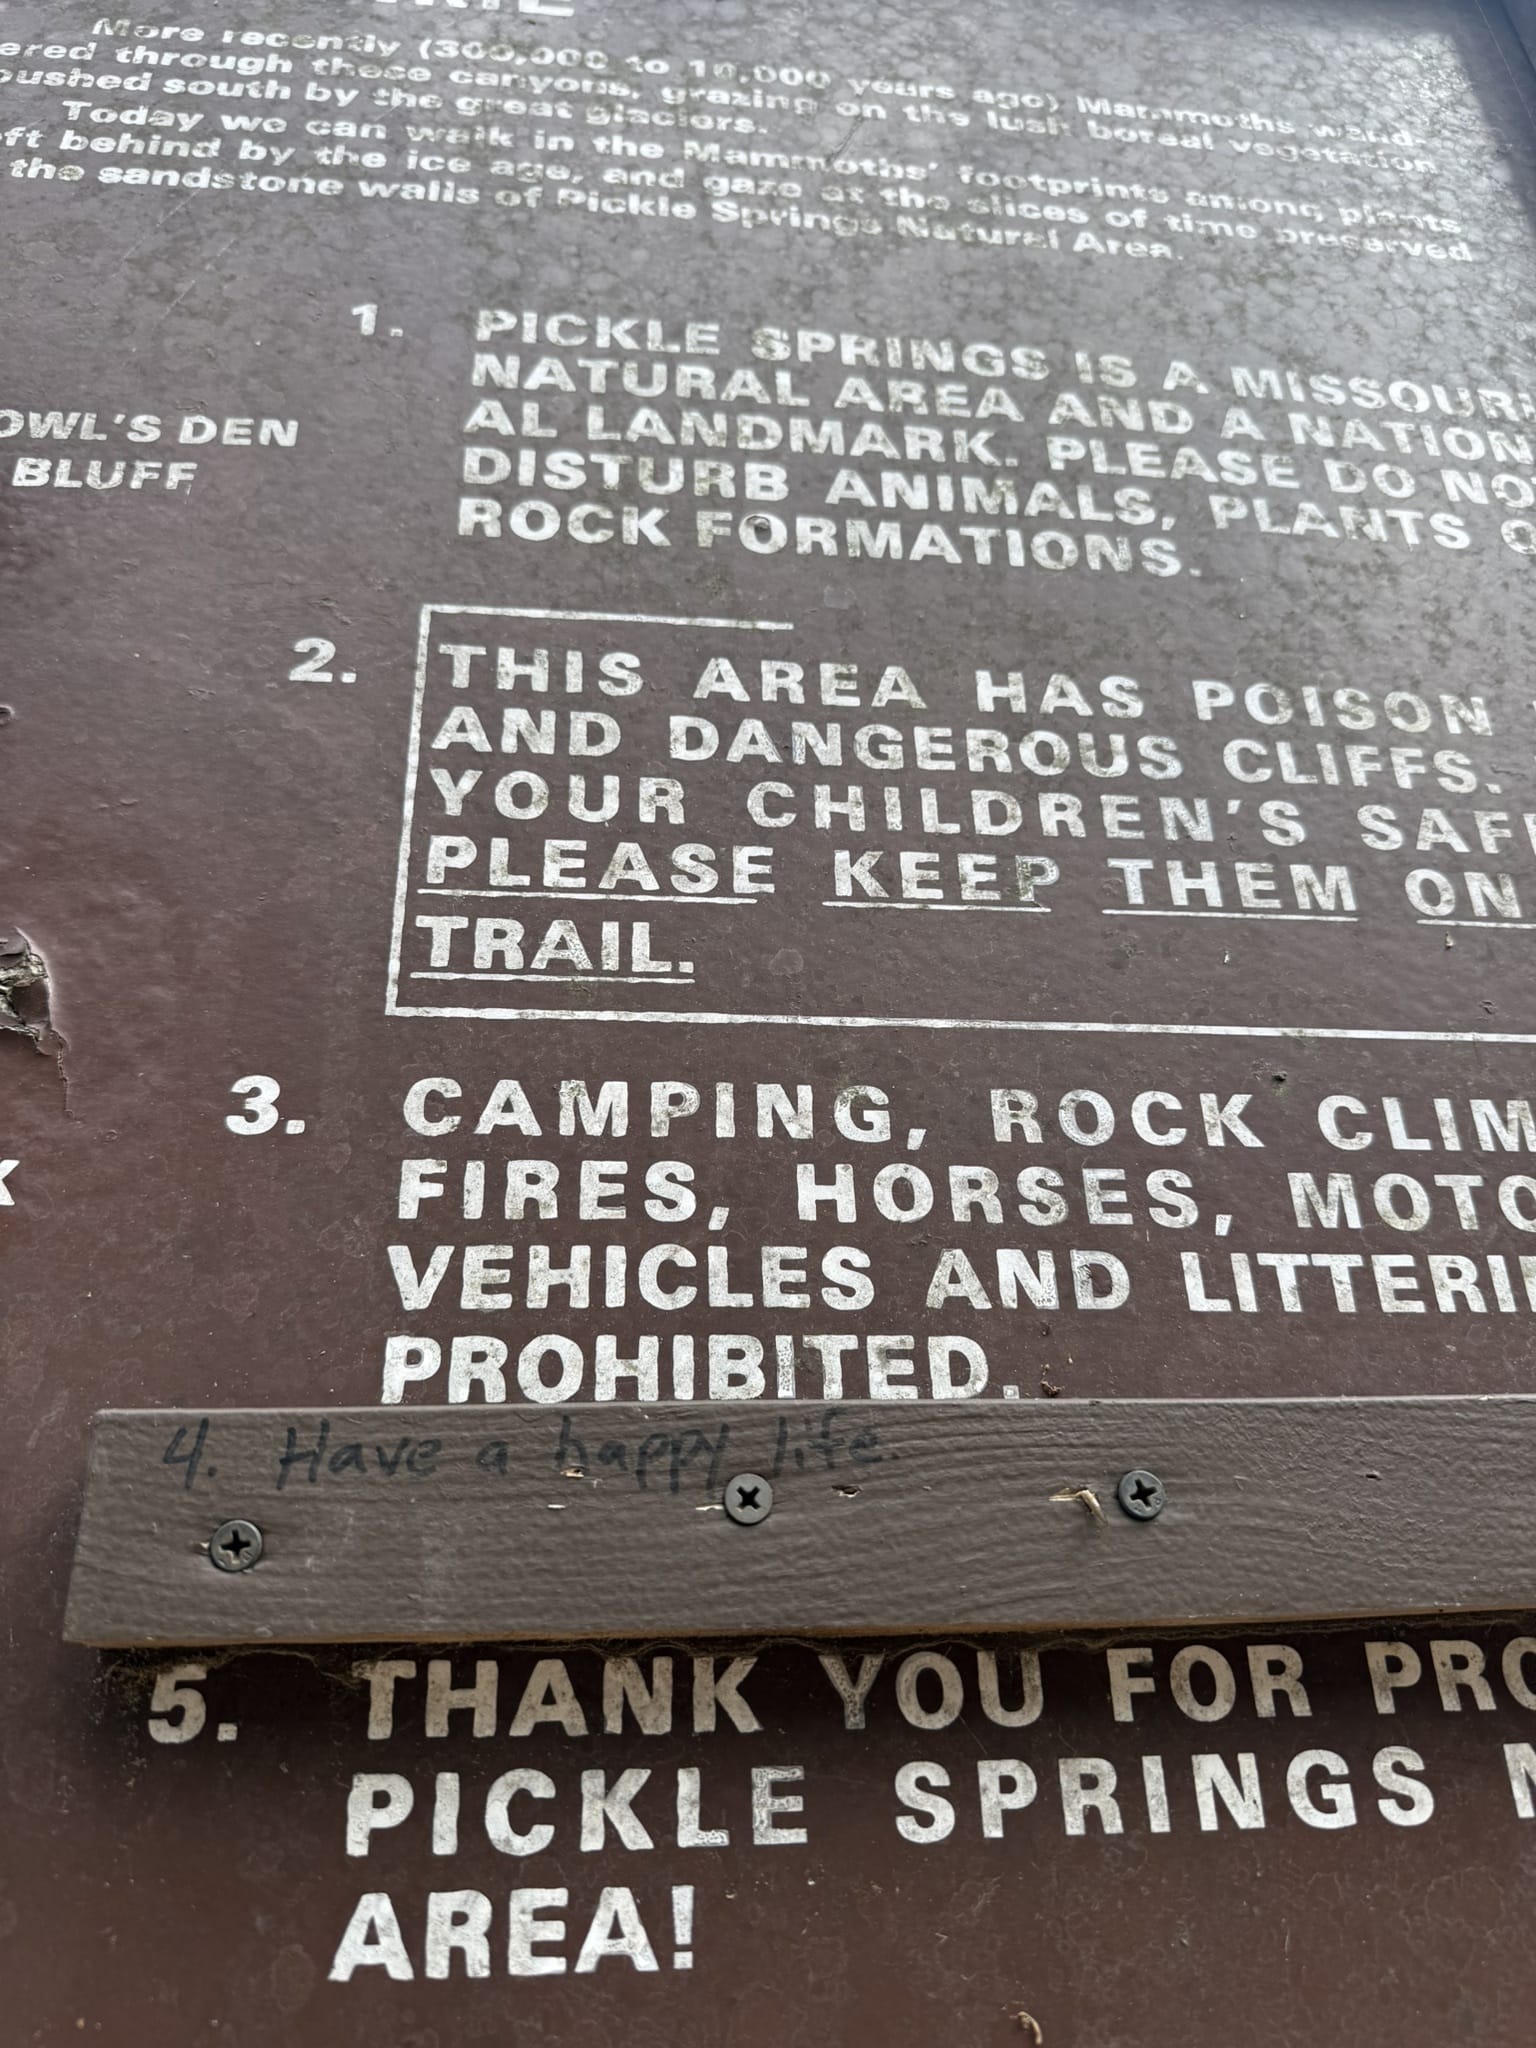 More recently (300,000 to 10,000 years ago) Mammoths wand-
ered through these canyons, grazing on the lush boreal vegetation
pushed south by the great glaciers.
Today we can walk in the Mammoths' footprints among plants
ft behind by the ice age, and gaze at the slices of time preserved
the sandstone walls of Pickle Springs Natural Area.
OWL'S DEN
BLUFF
1. PICKLE SPRINGS IS A MISSOURI
NATURAL AREA AND A NATION
AL LANDMARK. PLEASE DO NO
DISTURB ANIMALS, PLANTS O
ROCK FORMATIONS.
2. THIS AREA HAS POISON
AND DANGEROUS CLIFFS.
YOUR CHILDREN'S SAF
PLEASE KEEP THEM ON
TRAIL.
3. CAMPING, ROCK CLIM
FIRES, HORSES, MOTO
VEHICLES AND LITTERI
PROHIBITED.
4. Have a happy life.
5. THANK YOU FOR PRO
PICKLE SPRINGS N
AREA!